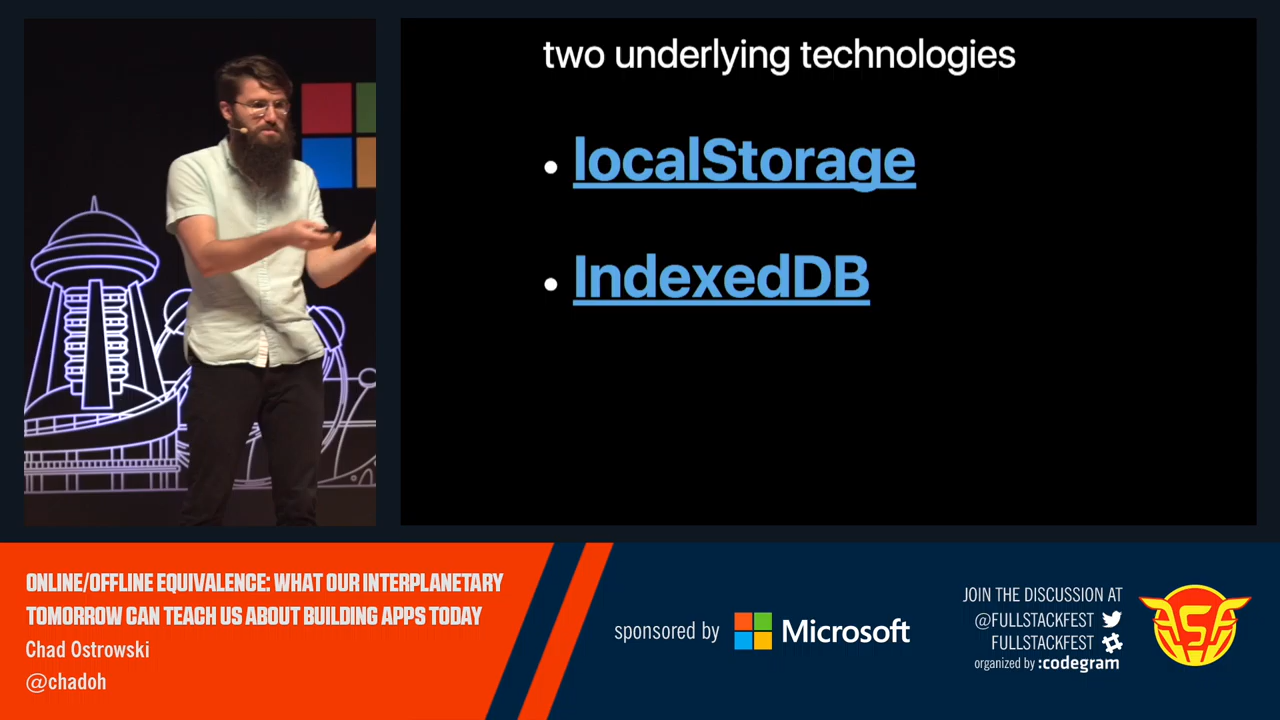 two underlying technologies
• localStorage
• IndexedDB
ONLINE/OFFLINE EQUIVALENCE: WHAT OUR INTERPLANETARY
TOMORROW CAN TEACH US ABOUT BUILDING APPS TODAY
Chad Ostrowski
@chadoh
sponsored by Microsoft
JOIN THE DISCUSSION AT
@FULLSTACKFEST
FULLSTACKFEST
organized by :codegram
FSF